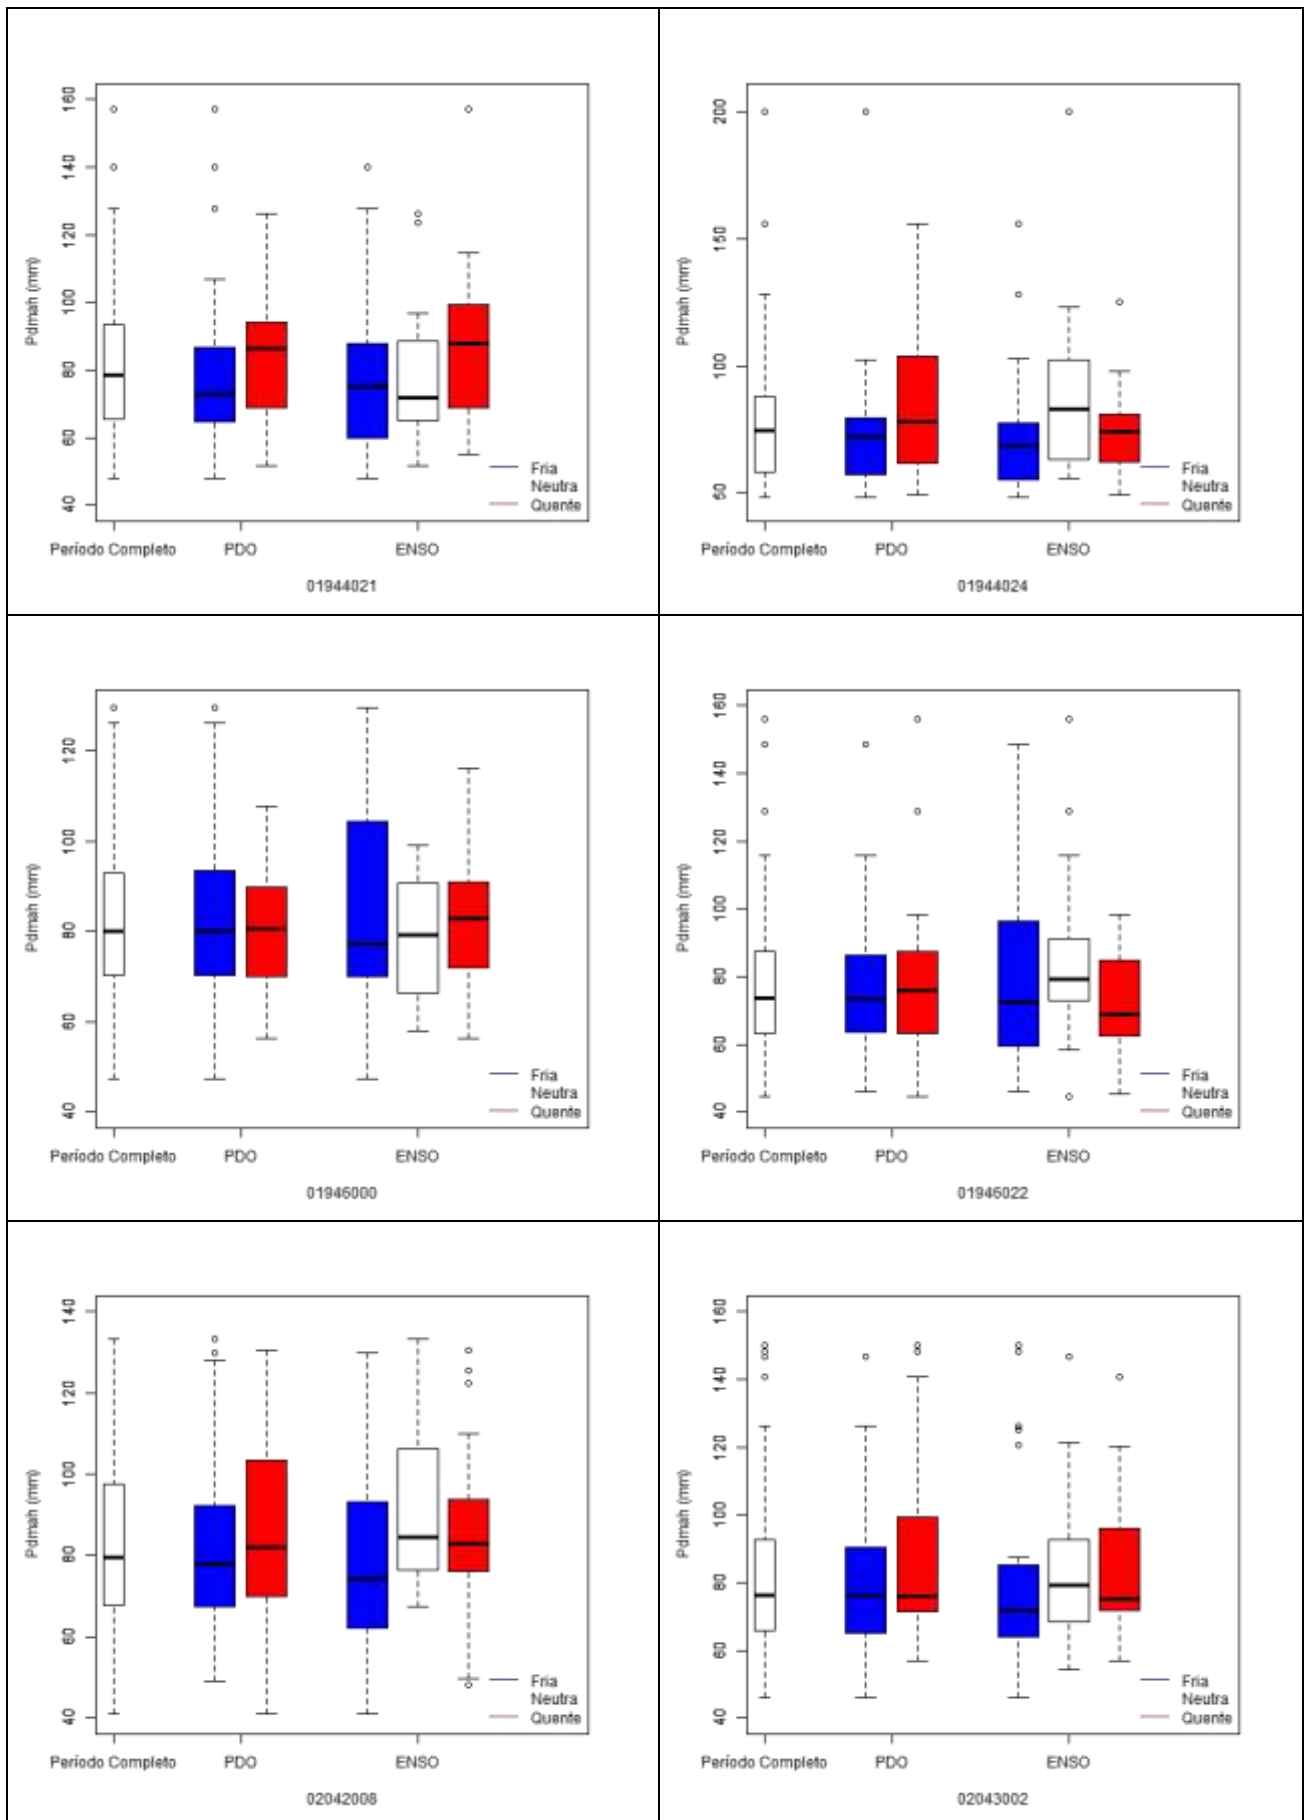 160
140
120
100
80
60
40
Pdmah (mm)
Fria
Neutra
Quente
Período Completo PDO ENSO
01944021
200
150
100
50
Pdmah (mm)
Fria
Neutra
Quente
Período Completo PDO ENSO
01944024
120
100
80
60
40
Pdmah (mm)
Fria
Neutra
Quente
Período Completo PDO ENSO
01946000
160
140
120
100
80
60
40
Pdmah (mm)
Fria
Neutra
Quente
Período Completo PDO ENSO
01946022
140
120
100
80
60
40
Pdmah (mm)
Fria
Neutra
Quente
Período Completo PDO ENSO
02042008
160
140
120
100
80
60
40
Pdmah (mm)
Fria
Neutra
Quente
Período Completo PDO ENSO
02043002